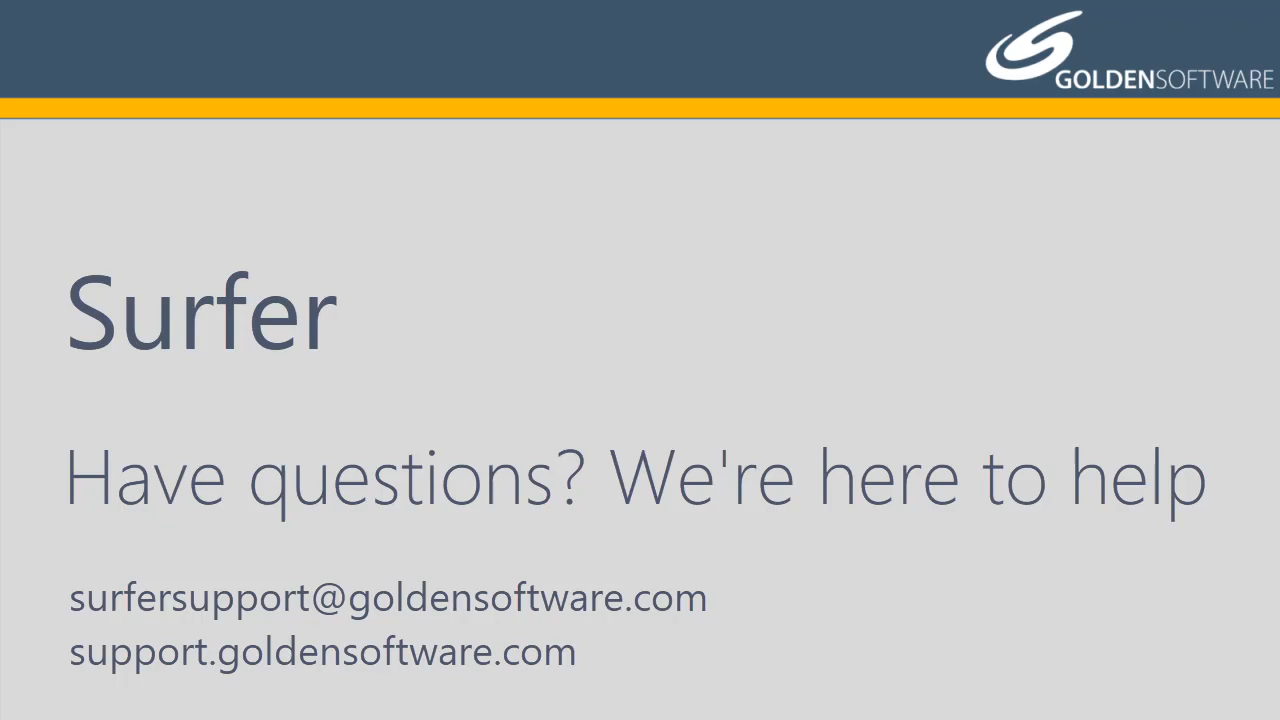 GOLDENSOFTWARE
Surfer
Have questions? We're here to help
surfersupport@goldensoftware.com
support.goldensoftware.com